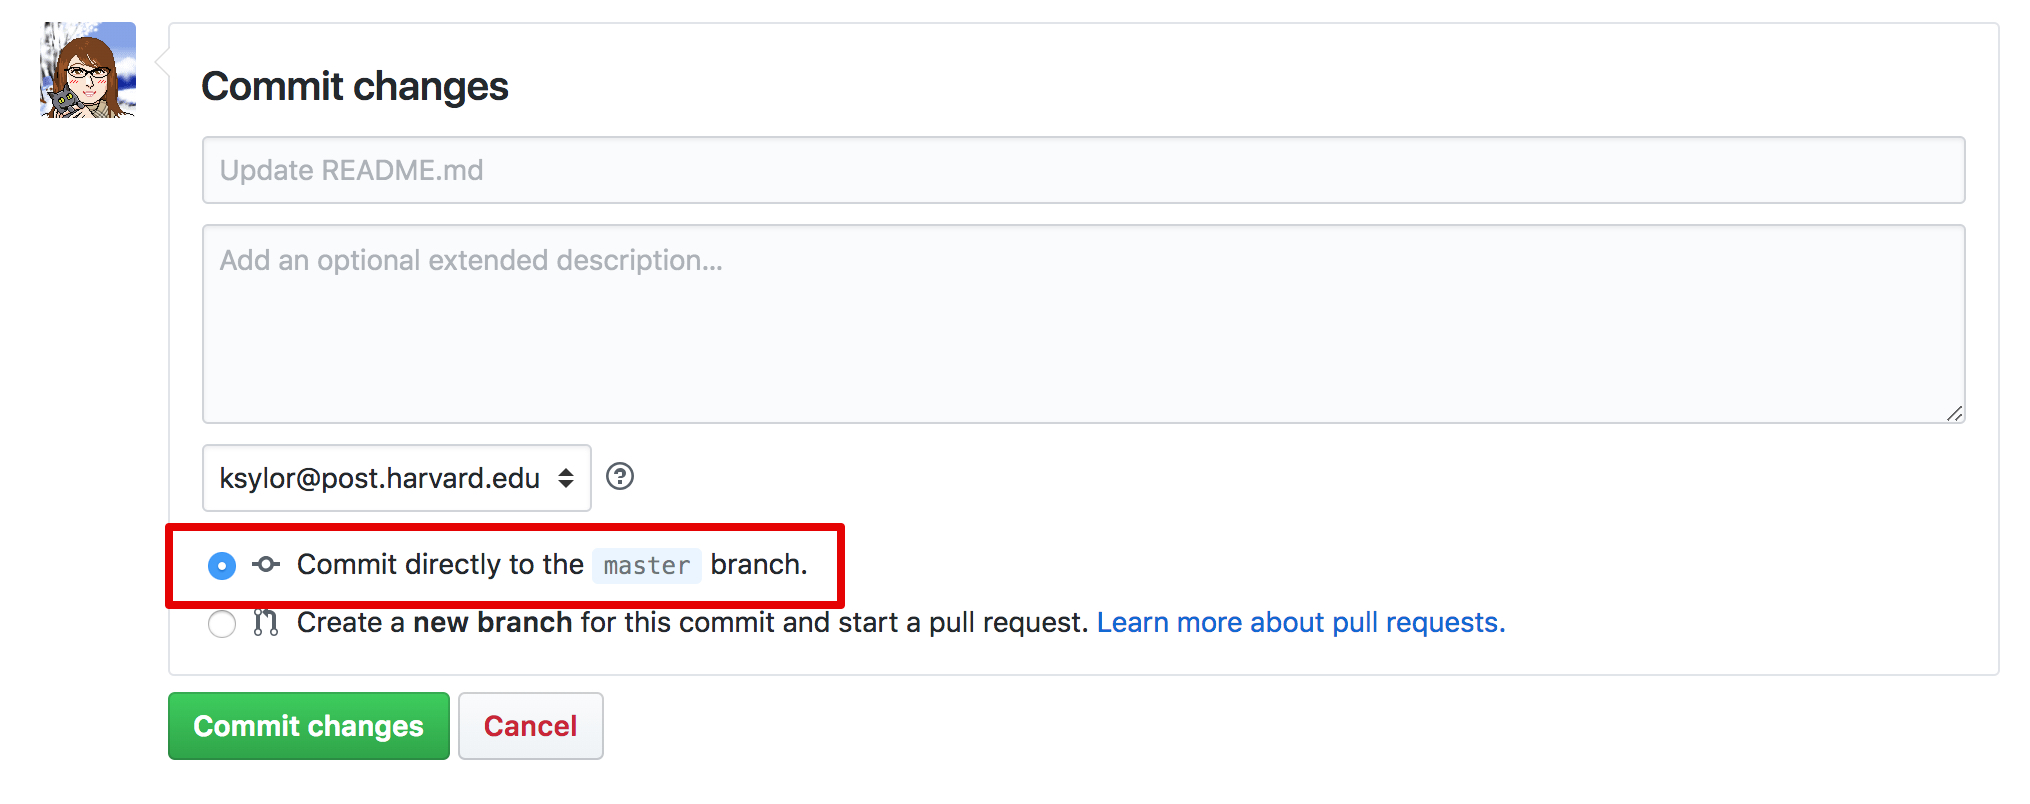 Commit changes
Update README.md
Add an optional extended description...
ksylor@post.harvard.edu
Commit directly to the master branch.
Create a new branch for this commit and start a pull request. Learn more about pull requests.
Commit changes Cancel